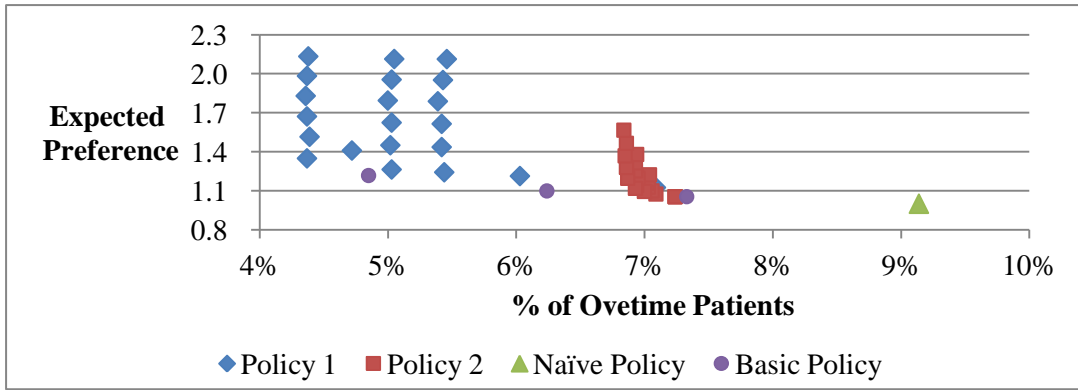 2.3
2.0
1.7
1.4
1.1
0.8
Expected
Preference
4% 5% 6% 7% 8% 9% 10%
% of Ovetime Patients
Policy 1 Policy 2 Naïve Policy Basic Policy